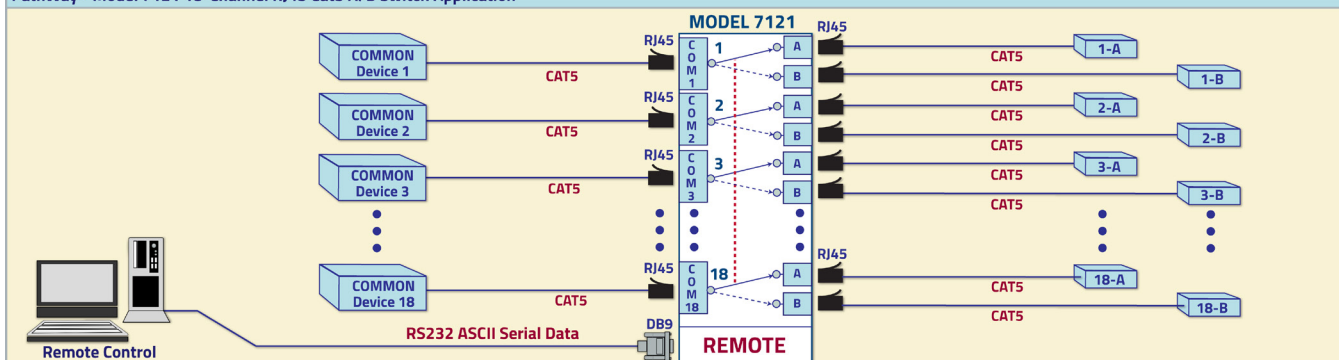 MODEL 7121
COMMON
Device 1
CAT5
RJ45
COM1
1
A
B
RJ45
CAT5
1-A
CAT5
1-B
COMMON
Device 2
CAT5
RJ45
COM2
2
A
B
CAT5
2-A
CAT5
2-B
COMMON
Device 3
CAT5
RJ45
COM3
3
A
B
CAT5
3-A
CAT5
3-B
COMMON
Device 18
CAT5
RJ45
COM18
18
A
B
RJ45
CAT5
18-A
CAT5
18-B
Remote Control
RS232 ASCII Serial Data
DB9
REMOTE